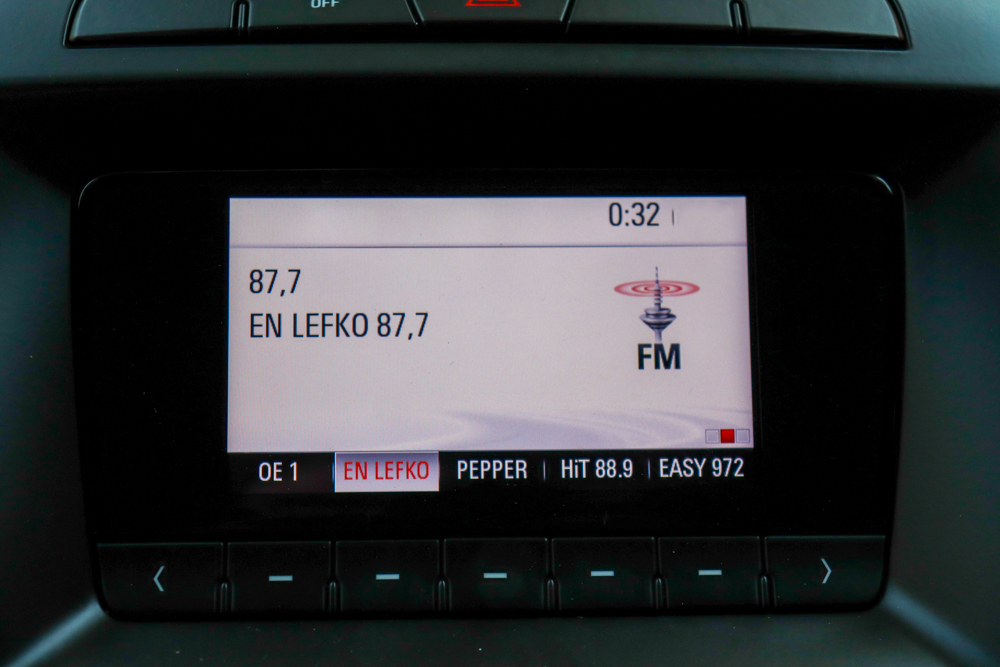 OFF
0:32
87,7
EN LEFKO 87,7
FM
OE 1 EN LEFKO PEPPER HiT 88.9 EASY 972